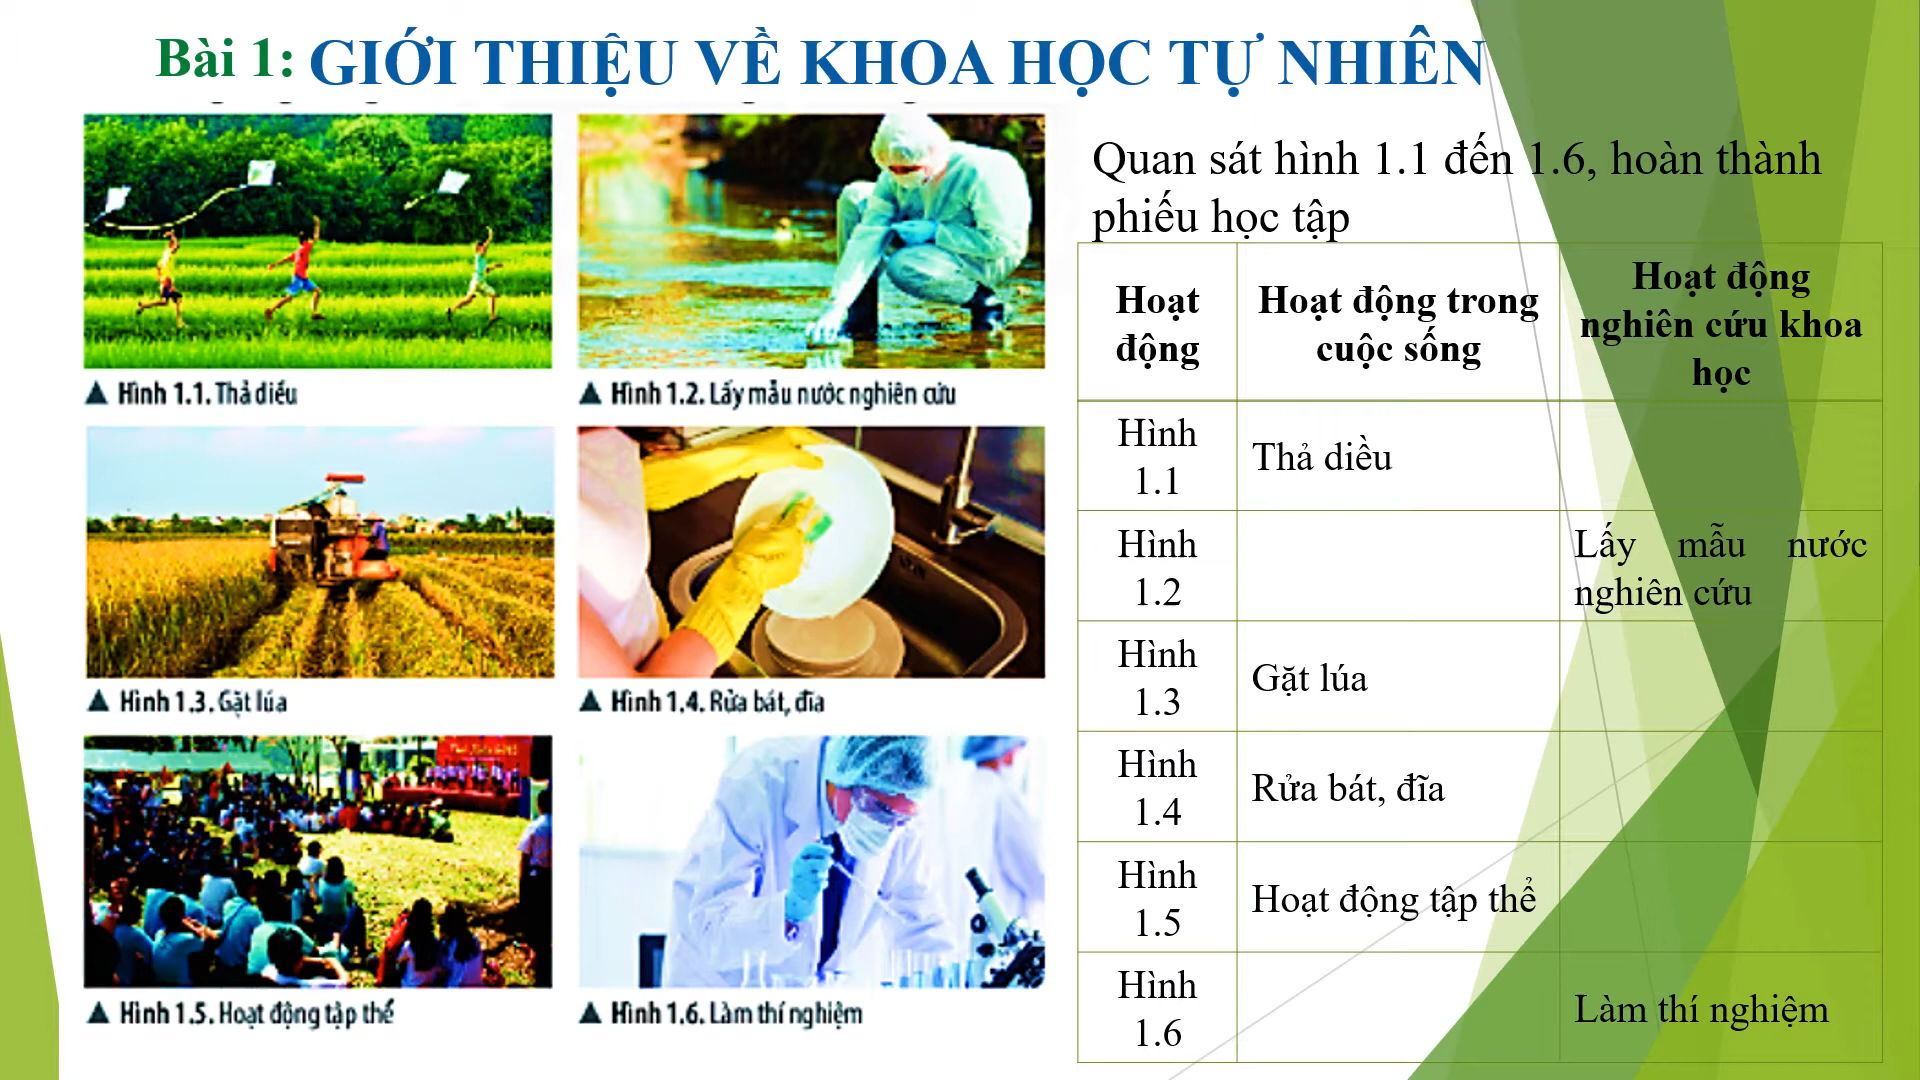 Bài 1: GIỚI THIỆU VỀ KHOA HỌC TỰ NHIÊN
▲ Hình 1.1. Thả diều
▲ Hình 1.2. Lấy mẫu nước nghiên cứu
▲ Hình 1.3. Gặt lúa
▲ Hình 1.4. Rửa bát, đĩa
▲ Hình 1.5. Hoạt động tập thể
▲ Hình 1.6. Làm thí nghiệm
Quan sát hình 1.1 đến 1.6, hoàn thành
phiếu học tập
Hoạt
động
Hoạt động trong
cuộc sống
Hoạt động
nghiên cứu khoa
học
Hình
1.1
Thả diều
Hình
1.2
Lấy mẫu nước
nghiên cứu
Hình
1.3
Gặt lúa
Hình
1.4
Rửa bát, đĩa
Hình
1.5
Hoạt động tập thể
Hình
1.6
Làm thí nghiệm